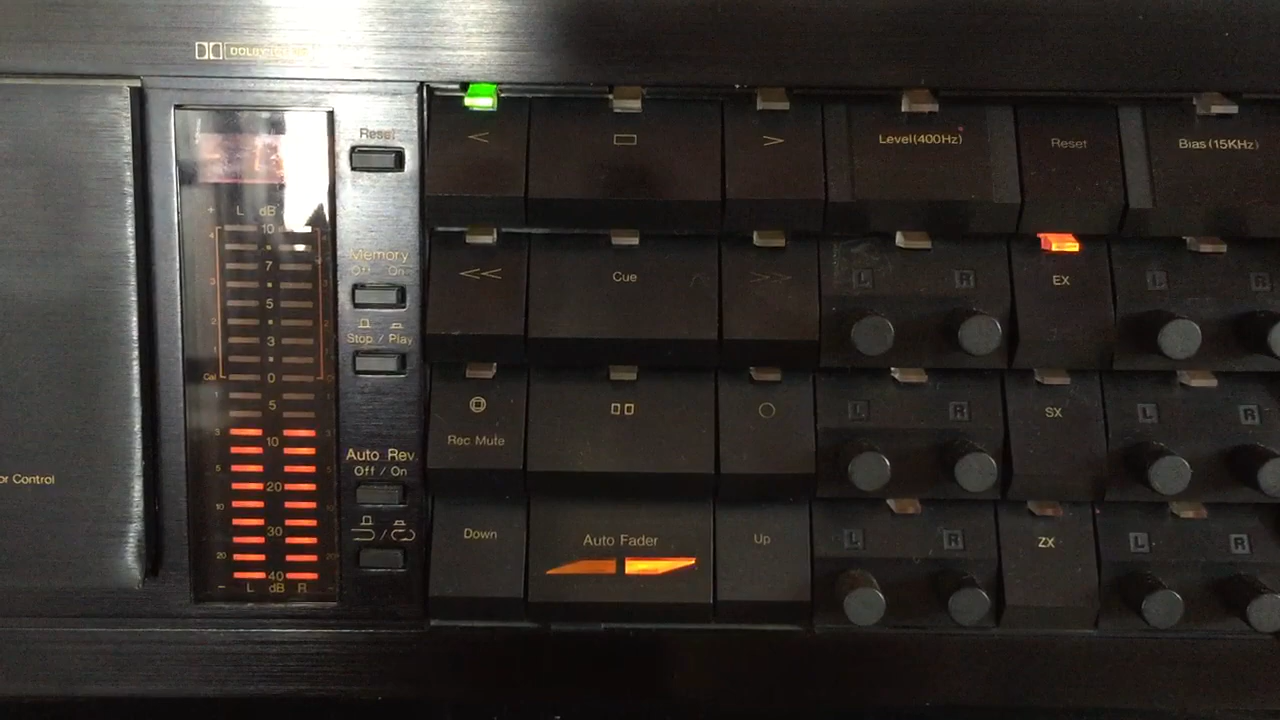 DOLBY
or Control
Reset
+ L dB
10
7
5
3
Cal 0
5
10
20
30
40
- L dB R
Memory
Off On
Stop / Play
Auto Rev.
Off / On
<
>
Level (400Hz)
Reset
Bias (15KHz)
<<
Cue
>>
L R
EX
L R
Rec Mute
L R
SX
L R
Down
Auto Fader
Up
L R
ZX
L R